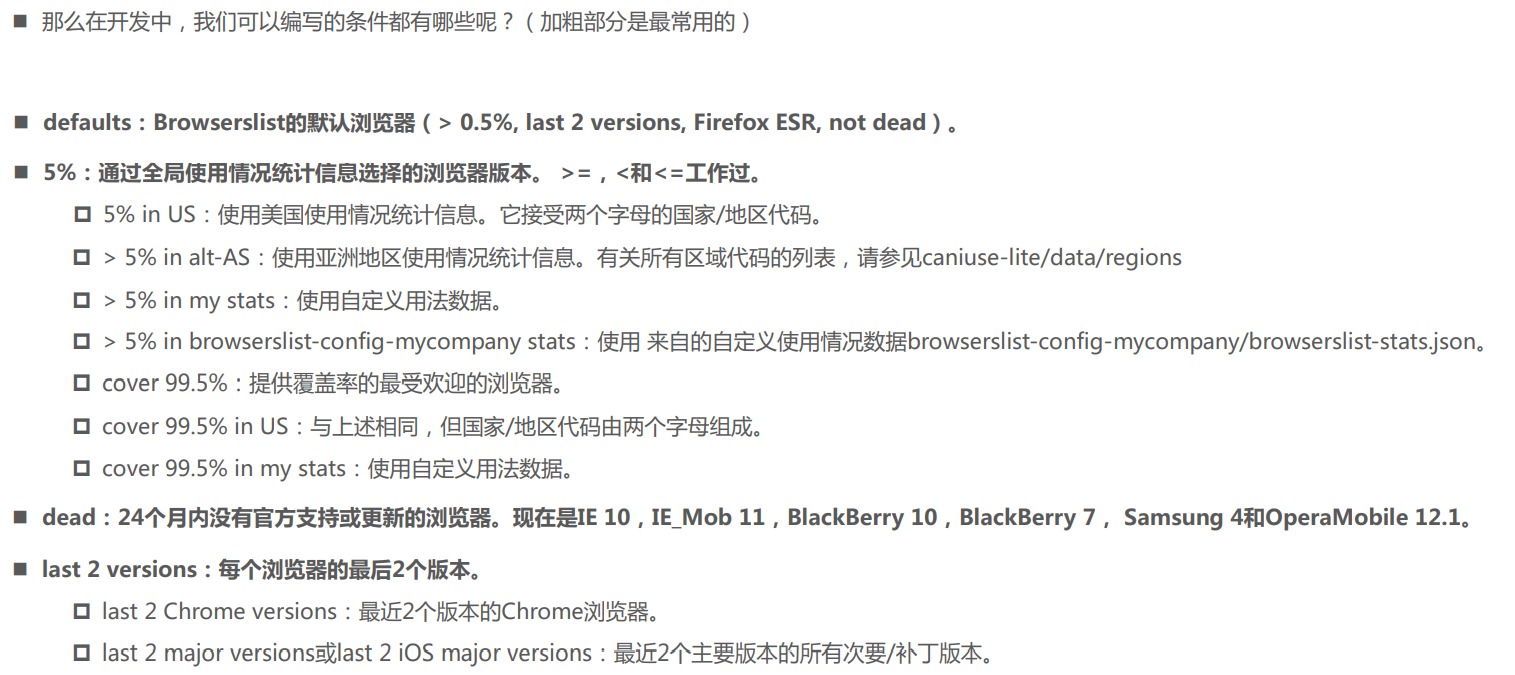 那么在开发中，我们可以编写的条件都有哪些呢？（加粗部分是最常用的）
defaults：Browserslist的默认浏览器（> 0.5%, last 2 versions, Firefox ESR, not dead）。
5%：通过全局使用情况统计信息选择的浏览器版本。 >=，<和<=工作过。
5% in US：使用美国使用情况统计信息。它接受两个字母的国家/地区代码。
> 5% in alt-AS：使用亚洲地区使用情况统计信息。有关所有区域代码的列表，请参见caniuse-lite/data/regions
> 5% in my stats：使用自定义用法数据。
> 5% in browserslist-config-mycompany stats：使用 来自的自定义使用情况数据browserslist-config-mycompany/browserslist-stats.json。
cover 99.5%：提供覆盖率的最受欢迎的浏览器。
cover 99.5% in US：与上述相同，但国家/地区代码由两个字母组成。
cover 99.5% in my stats：使用自定义用法数据。
dead：24个月内没有官方支持或更新的浏览器。现在是IE 10，IE_Mob 11，BlackBerry 10，BlackBerry 7， Samsung 4和OperaMobile 12.1。
last 2 versions：每个浏览器的最后2个版本。
last 2 Chrome versions：最近2个版本的Chrome浏览器。
last 2 major versions或last 2 iOS major versions：最近2个主要版本的所有次要/补丁版本。